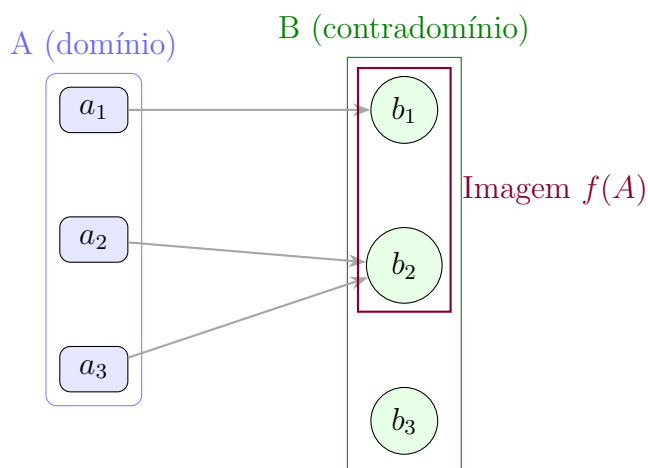 A (domínio)
B (contradomínio)
a₁
b₁
Imagem f(A)
a₂
b₂
a₃
b₃